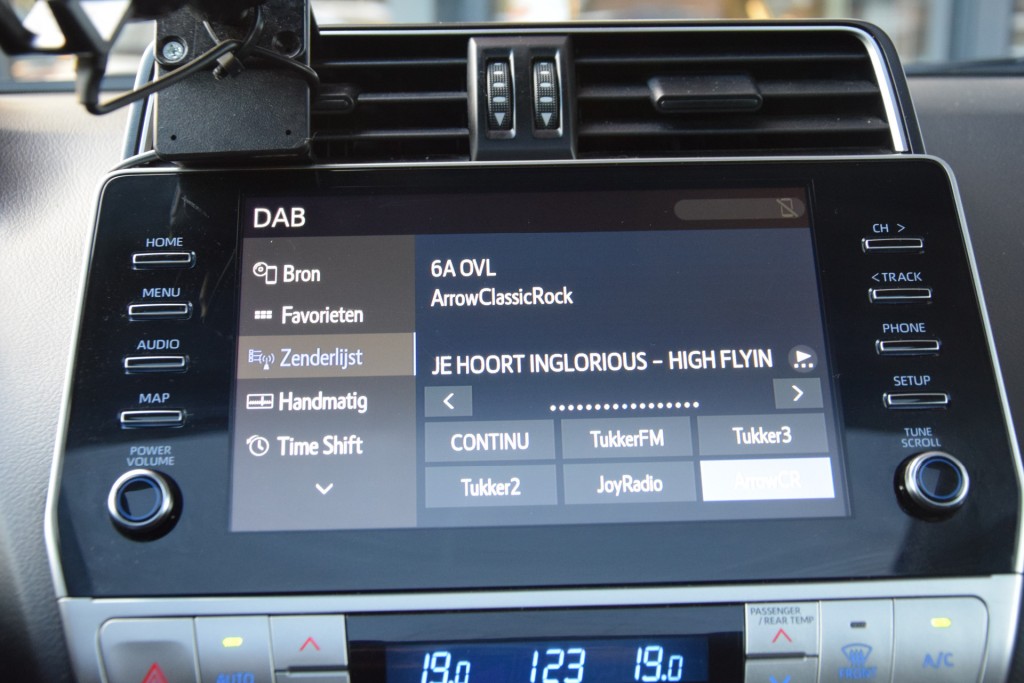 DAB
HOME
MENU
AUDIO
MAP
POWER
VOLUME
Bron
Favorieten
Zenderlijst
Handmatig
Time Shift
6A OVL
ArrowClassicRock
JE HOORT INGLORIOUS – HIGH FLYIN
CONTINU TukkerFM Tukker3
Tukker2 JoyRadio ArrowCR
CH >
< TRACK
PHONE
SETUP
TUNE
SCROLL
AUTO
19.0 123 19.0
PASSENGER
/ REAR TEMP
FRONT
A/C